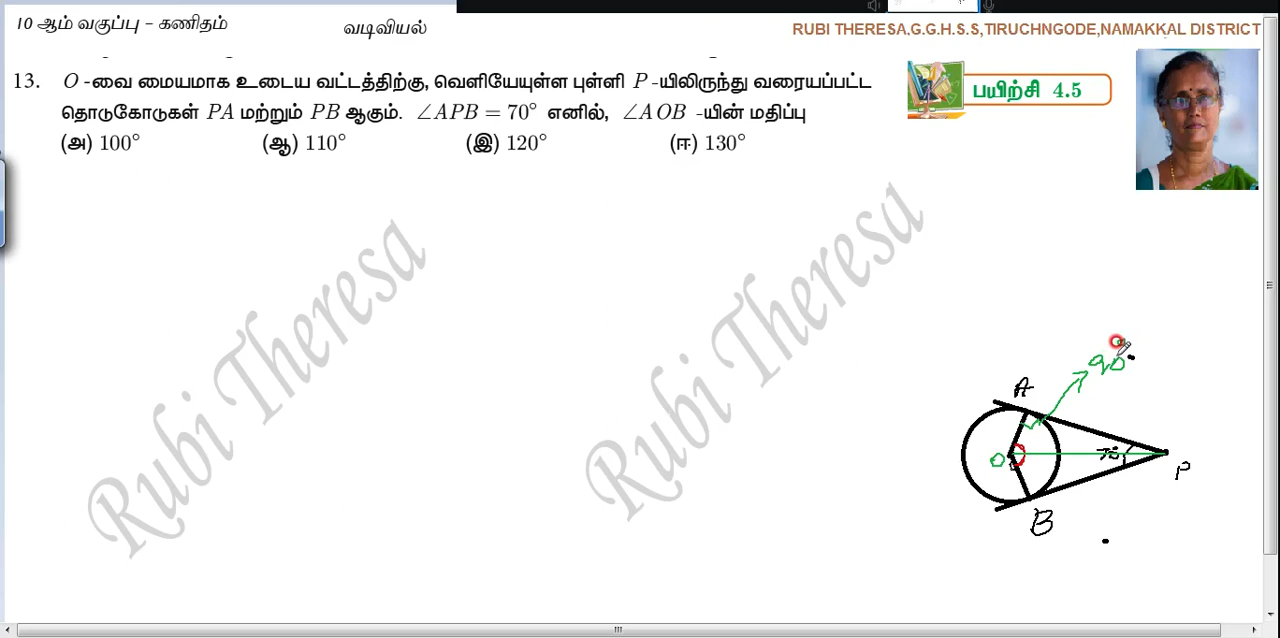 10 ஆம் வகுப்பு – கணிதம்
வடிவியல்
RUBI THERESA.G.G.H.S.S,TIRUCHNGODE,NAMAKKAL DISTRICT
13. O -வை மையமாக உடைய வட்டத்திற்கு, வெளியேயுள்ள புள்ளி P -யிலிருந்து வரையப்பட்ட
தொடுகோடுகள் PA மற்றும் PB ஆகும். ∠APB = 70° எனில், ∠AOB -யின் மதிப்பு
(அ) 100° (ஆ) 110° (இ) 120° (ஈ) 130°
பயிற்சி 4.5
Rubi Theresa
Rubi Theresa
90°
A
O
70
P
B